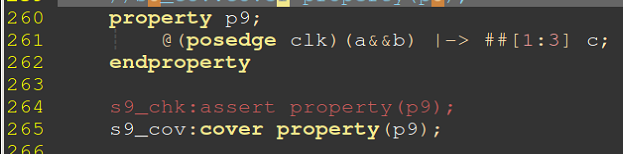 260 property p9;
261 @(posedge clk)(a&&b) |-> ##[1:3] c;
262 endproperty
263
264 s9_chk:assert property(p9);
265 s9_cov:cover property(p9);
266